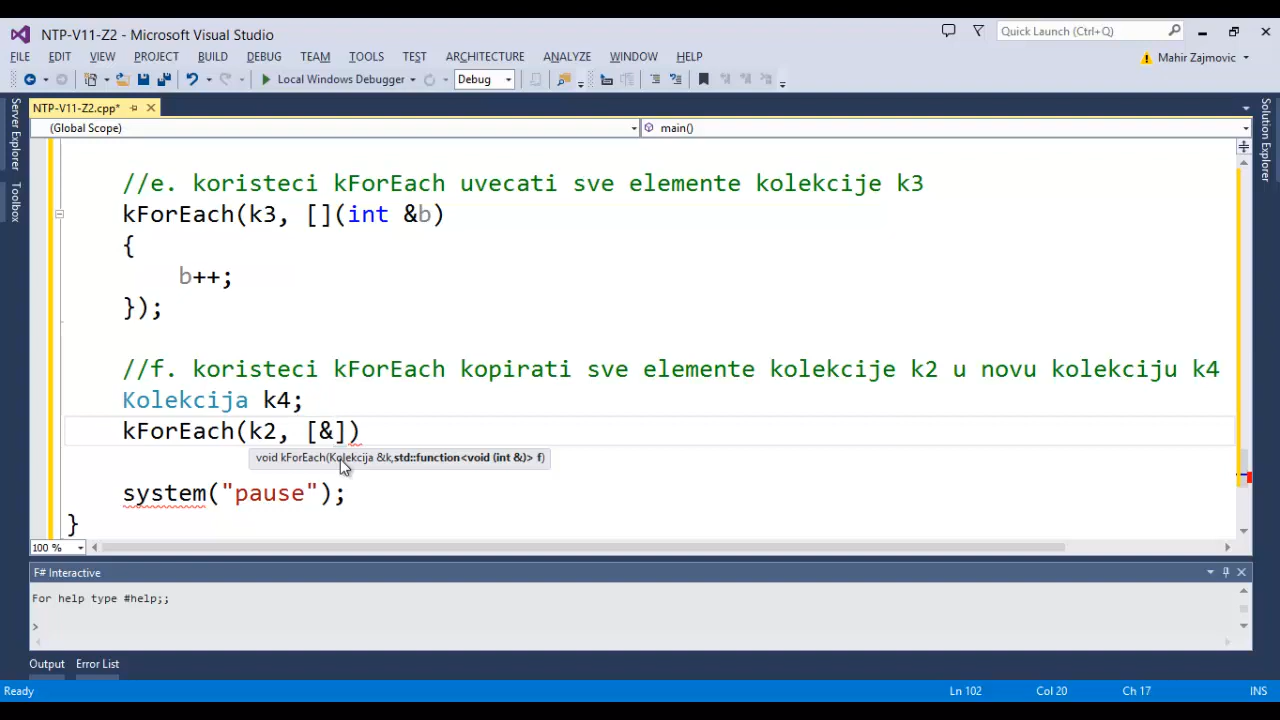 NTP-V11-Z2 - Microsoft Visual Studio
Quick Launch (Ctrl+Q)
FILE EDIT VIEW PROJECT BUILD DEBUG TEAM TOOLS TEST ARCHITECTURE ANALYZE WINDOW HELP
Mahir Zajmovic
Local Windows Debugger
Debug
Server Explorer
Toolbox
Solution Explorer
NTP-V11-Z2.cpp*
(Global Scope)
main()
//e. koristeci kForEach uvecati sve elemente kolekcije k3
kForEach(k3, [](int &b)
{
b++;
});
//f. koristeci kForEach kopirati sve elemente kolekcije k2 u novu kolekciju k4
Kolekcija k4;
kForEach(k2, [&])
void kForEach(Kolekcija &k,std::function<void (int &)> f)
system("pause");
}
100 %
F# Interactive
For help type #help;;
>
Output Error List
Ready Ln 102 Col 20 Ch 17 INS